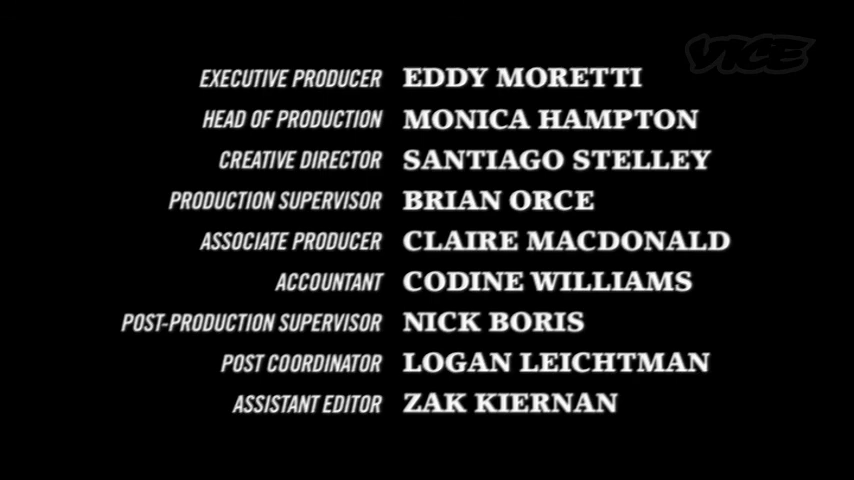 VICE
EXECUTIVE PRODUCER EDDY MORETTI
HEAD OF PRODUCTION MONICA HAMPTON
CREATIVE DIRECTOR SANTIAGO STELLEY
PRODUCTION SUPERVISOR BRIAN ORCE
ASSOCIATE PRODUCER CLAIRE MACDONALD
ACCOUNTANT CODINE WILLIAMS
POST-PRODUCTION SUPERVISOR NICK BORIS
POST COORDINATOR LOGAN LEICHTMAN
ASSISTANT EDITOR ZAK KIERNAN